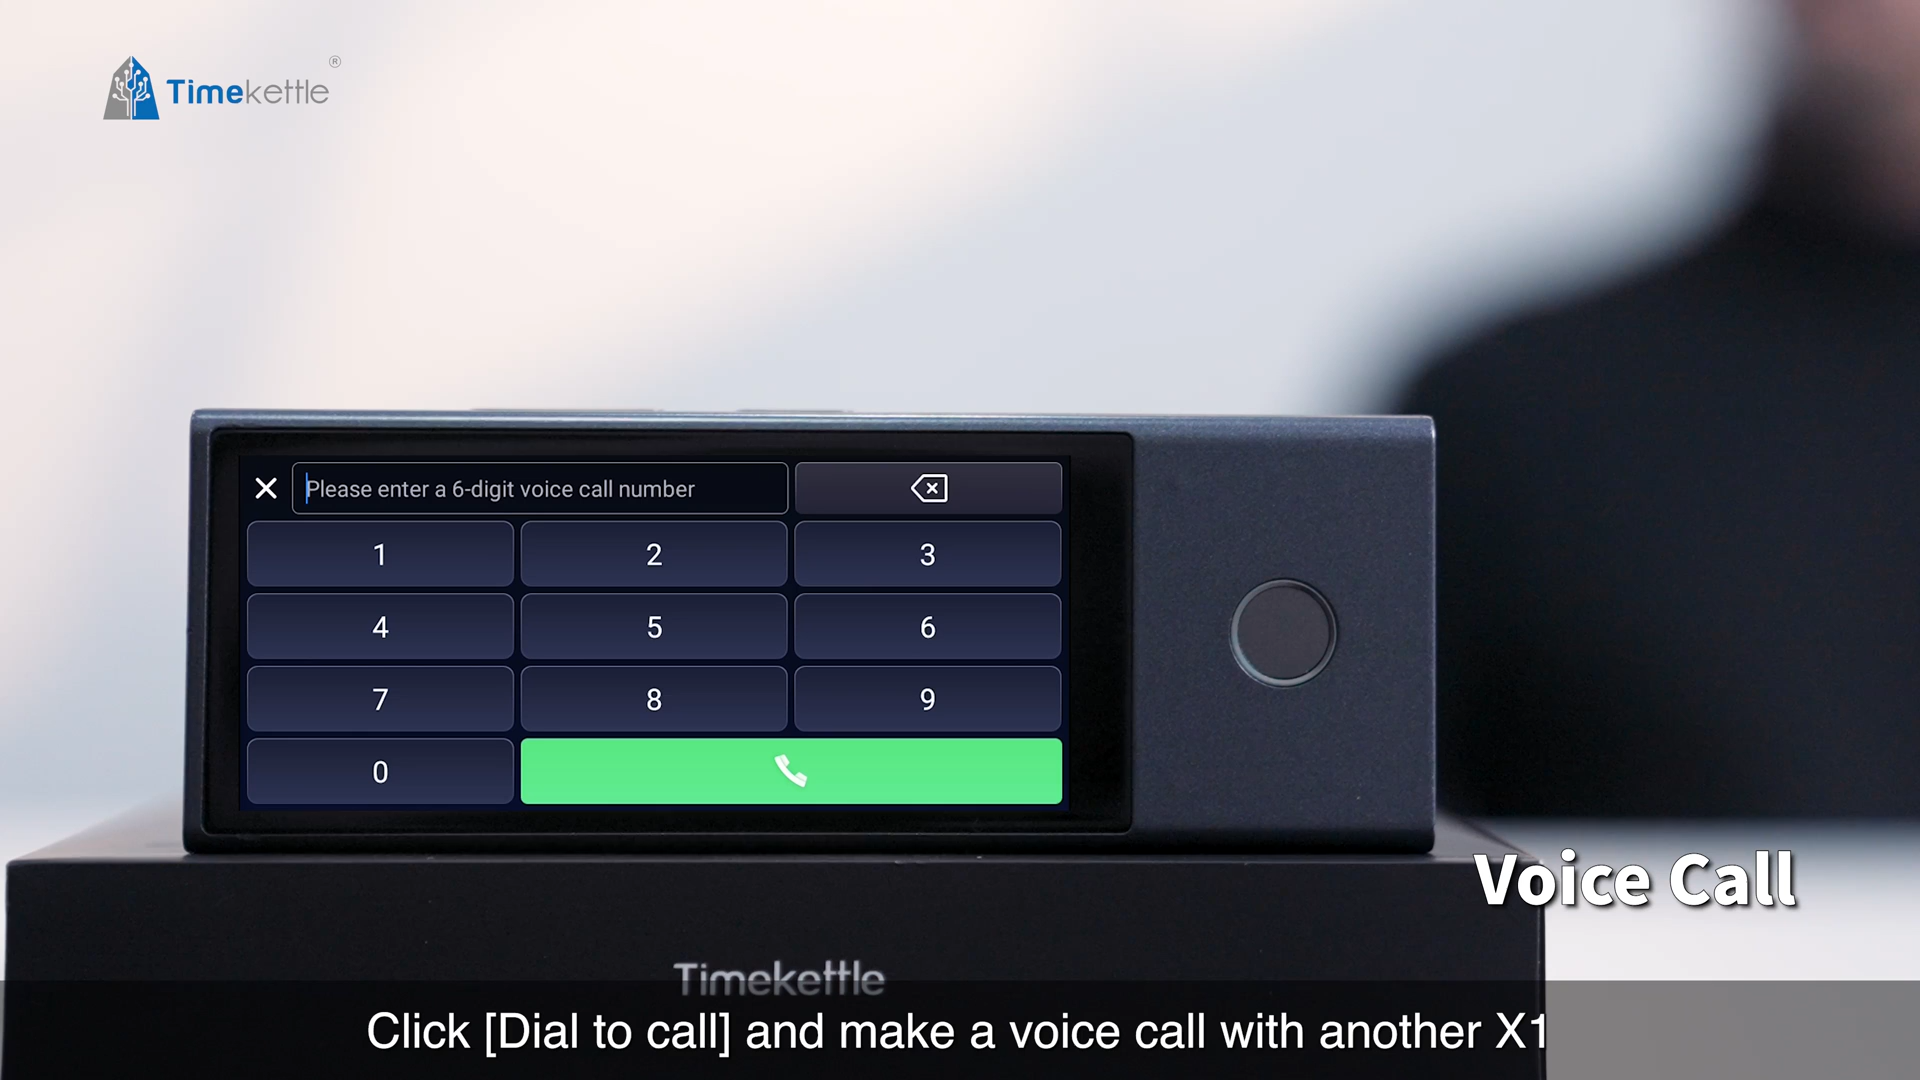 Timekettle®
Please enter a 6-digit voice call number
1 2 3
4 5 6
7 8 9
0
Voice Call
Timekettle
Click [Dial to call] and make a voice call with another X1